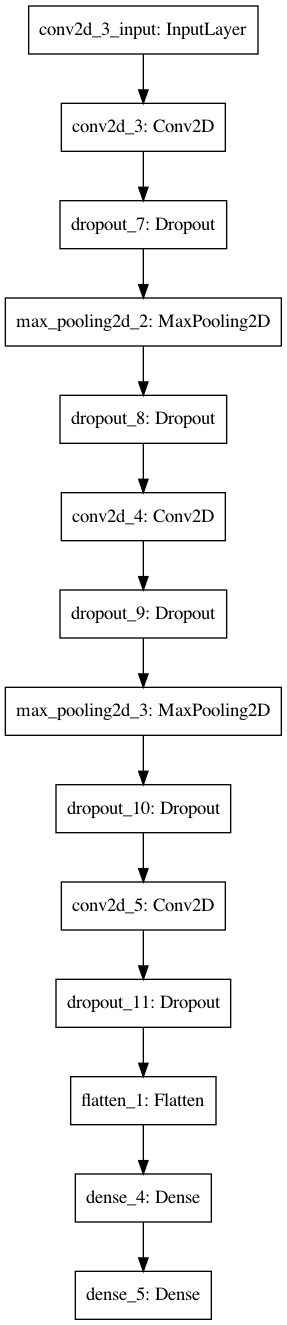 conv2d_3_input: InputLayer
conv2d_3: Conv2D
dropout_7: Dropout
max_pooling2d_2: MaxPooling2D
dropout_8: Dropout
conv2d_4: Conv2D
dropout_9: Dropout
max_pooling2d_3: MaxPooling2D
dropout_10: Dropout
conv2d_5: Conv2D
dropout_11: Dropout
flatten_1: Flatten
dense_4: Dense
dense_5: Dense